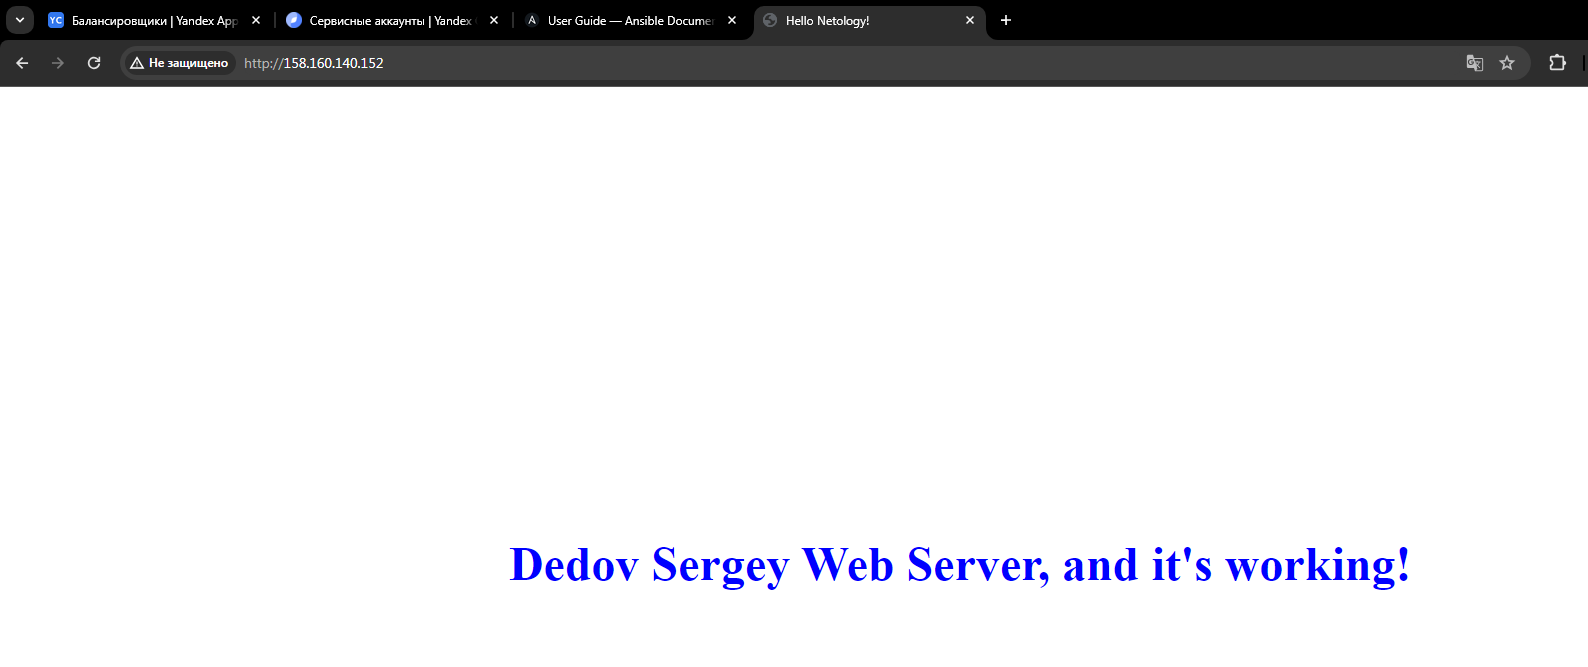 YC Балансировщики | Yandex App
Сервисные аккаунты | Yandex
A User Guide — Ansible Documen
Hello Netology!
Не защищено http://158.160.140.152
Dedov Sergey Web Server, and it's working!